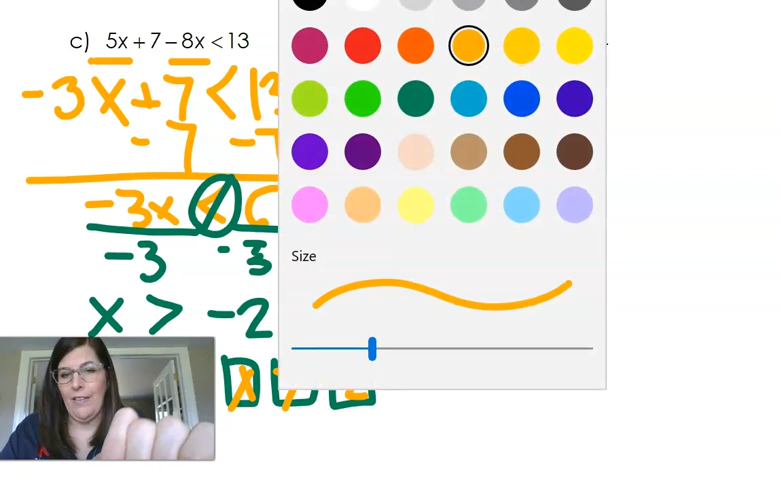 c) 5x + 7 – 8x < 13
-3x + 7 < 13
- 7 -7
-3x < 6
-3 -3
x > -2
Size